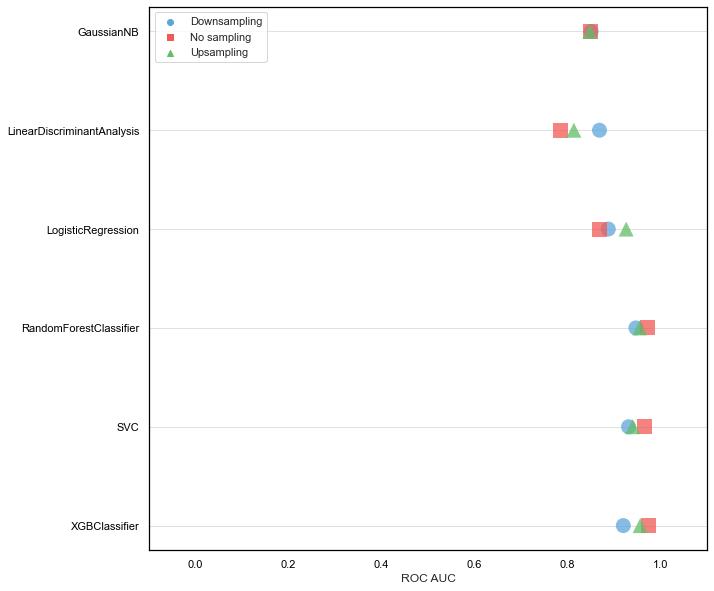 Downsampling
No sampling
Upsampling
GaussianNB
LinearDiscriminantAnalysis
LogisticRegression
RandomForestClassifier
SVC
XGBClassifier
0.0 0.2 0.4 0.6 0.8 1.0
ROC AUC